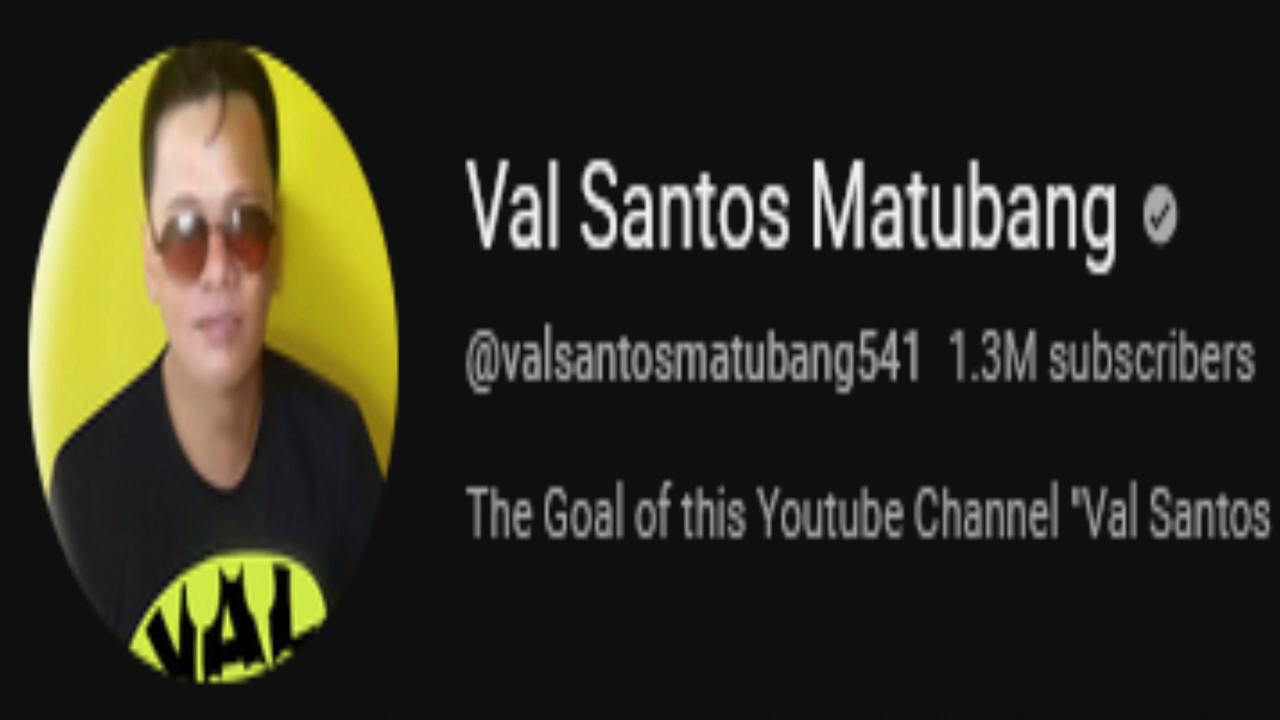 Val Santos Matubang
@valsantosmatubang541 1.3M subscribers
The Goal of this Youtube Channel "Val Santos
VAL